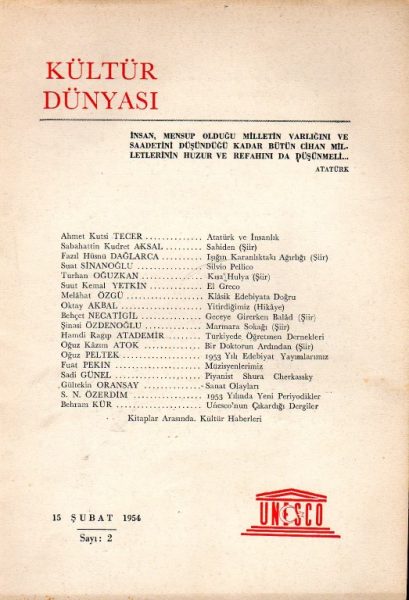 KÜLTÜR
DÜNYASI
İNSAN, MENSUP OLDUĞU MİLLETİN VARLIĞINI VE
SAADETİNİ DÜŞÜNDÜĞÜ KADAR BÜTÜN CİHAN MİL-
LETLERİNİN HUZUR VE REFAHINI DA DÜŞÜNMELİ...
ATATÜRK
Ahmet Kutsi TECER .............. Atatürk ve İnsanlık
Sabahattin Kudret AKSAL ......... Sabiden (Şiir)
Fazıl Hüsnü DAĞLARCA ......... Işığın Karanlıktaki Ağırlığı (Şiir)
Suat SİNANOĞLU .............. Silvio Pellico
Turhan OĞUZKAN .............. Kısa Hulya (Şiir)
Suut Kemal YETKİN .............. El Greco
Melâhat ÖZGÜ .............. Klâsik Edebiyata Doğru
Oktay AKBAL .............. Yitirdiğimiz (Hikâye)
Behçet NECATİGİL .............. Geceye Girerken Balâd (Şiir)
Şinasi ÖZDENOĞLU .............. Marmara Sokağı (Şiir)
Hamdi Ragıp ATADEMİR ......... Türkiyede Öğretmen Dernekleri
Oğuz Kâzım ATOK .............. Bir Doktorun Ardından (Şiir)
Oğuz PELTEK .............. 1953 Yılı Edebiyat Yayınlarımız
Fuat PEKİN .............. Müzisyenlerimiz
Sadi GÜNEL .............. Piyanist Shura Cherkassky
Gültekin ORANSAY .............. Sanat Olayları
S. N. ÖZERDİM .............. 1953 Yılında Yeni Periyodikler
Behram KÜR .............. Unesco'nun Çıkardığı Dergiler
Kitaplar Arasında. Kültür Haberleri
15 ŞUBAT 1954
Sayı: 2
UNESCO